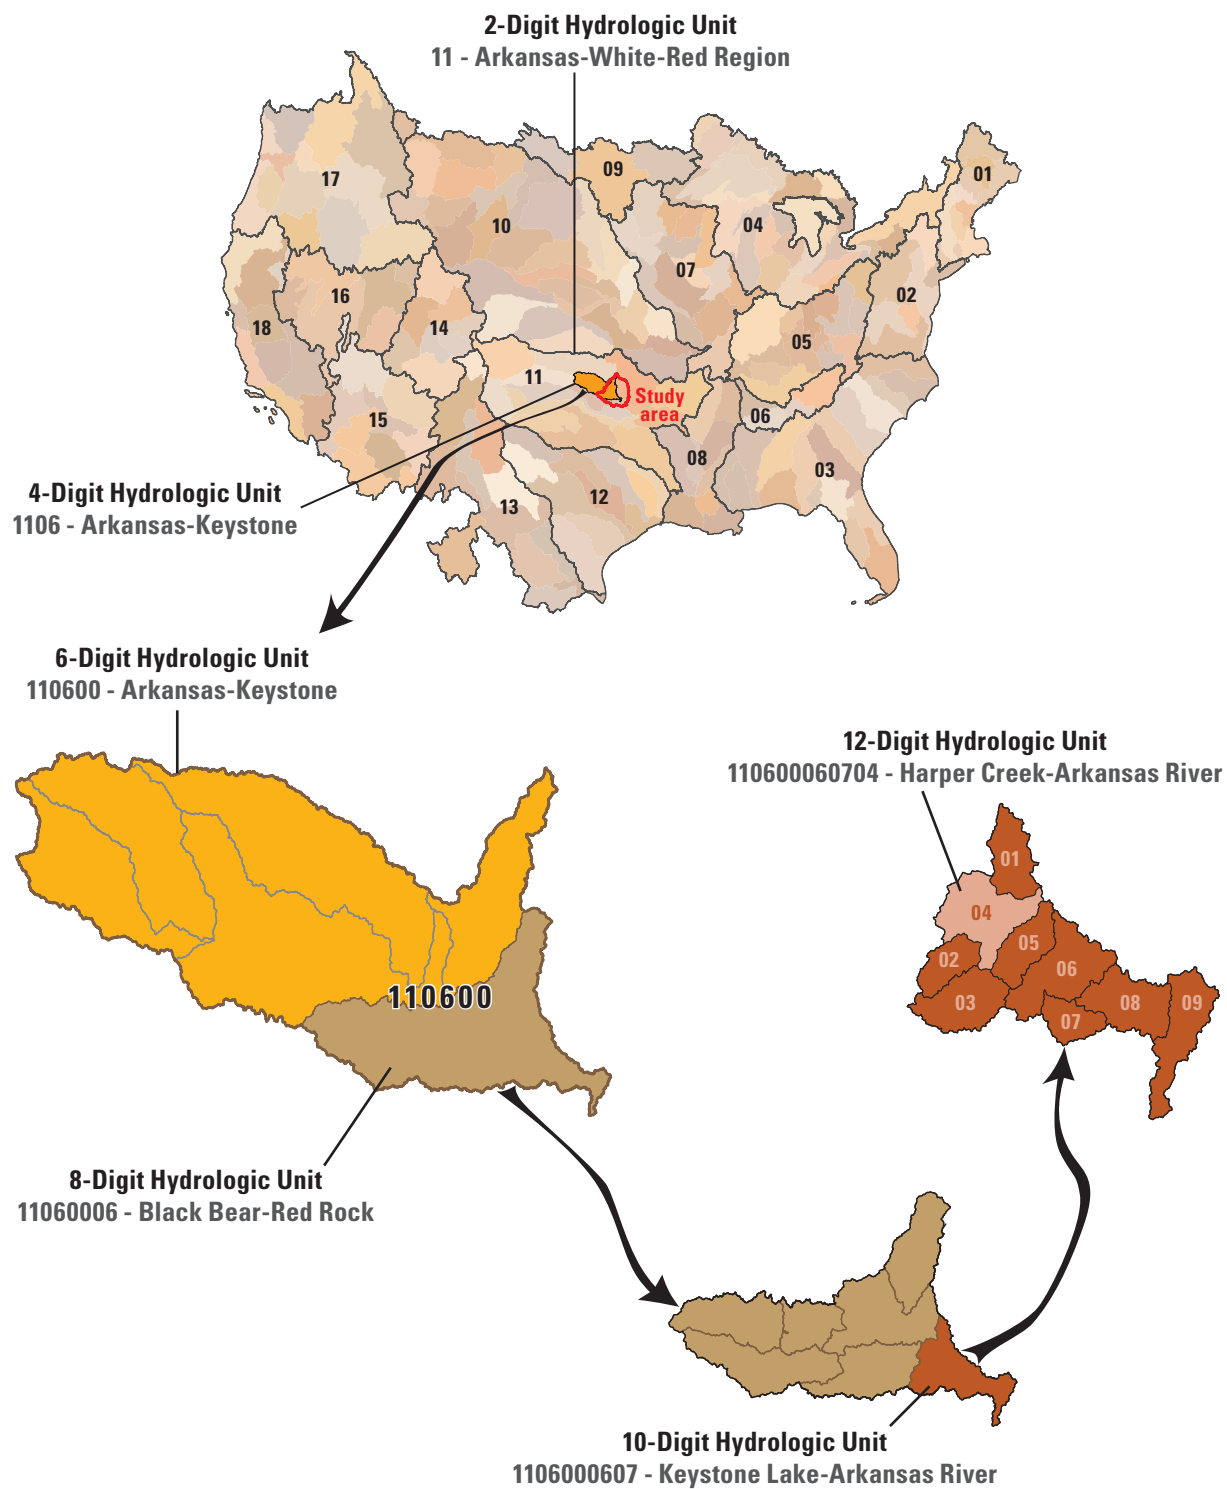 2-Digit Hydrologic Unit
11 - Arkansas-White-Red Region
01
09
17
10
04
07
02
16
18
14
05
11
Study
area
15
06
08
03
12
13
4-Digit Hydrologic Unit
1106 - Arkansas-Keystone
6-Digit Hydrologic Unit
110600 - Arkansas-Keystone
110600
8-Digit Hydrologic Unit
11060006 - Black Bear-Red Rock
12-Digit Hydrologic Unit
110600060704 - Harper Creek-Arkansas River
01
04
05
02
06
03
08
09
07
10-Digit Hydrologic Unit
1106000607 - Keystone Lake-Arkansas River